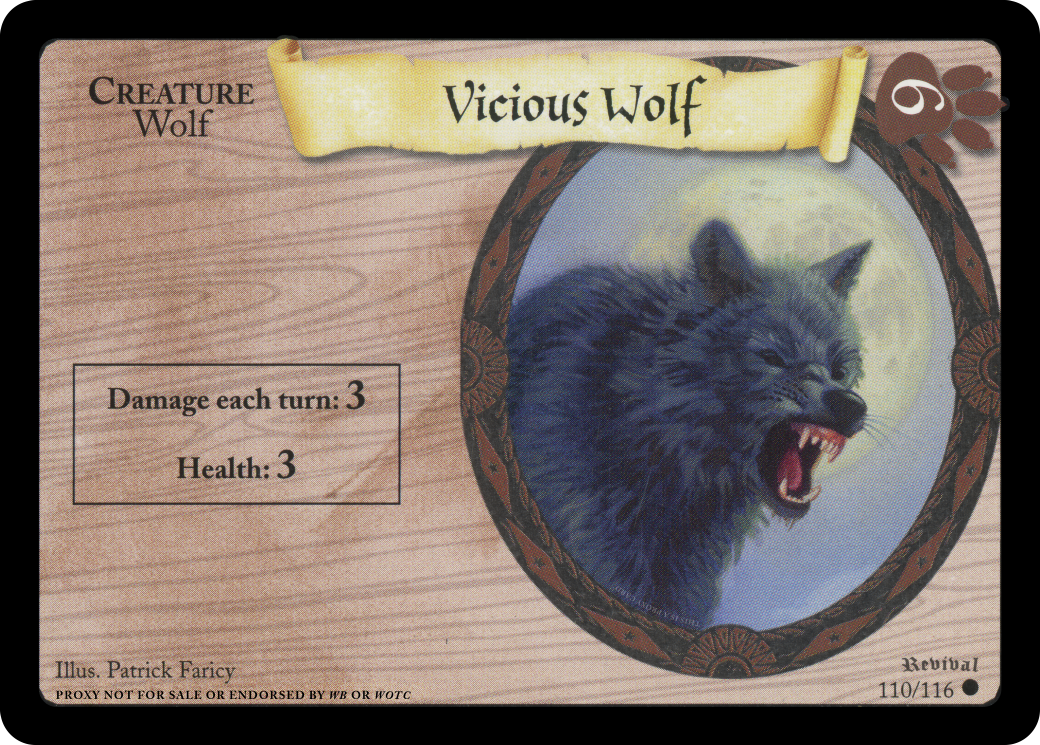 CREATURE
Wolf
Vicious Wolf
6
Damage each turn: 3
Health: 3
Illus. Patrick Faricy
PROXY NOT FOR SALE OR ENDORSED BY WB OR WOTC
Revival
110/116